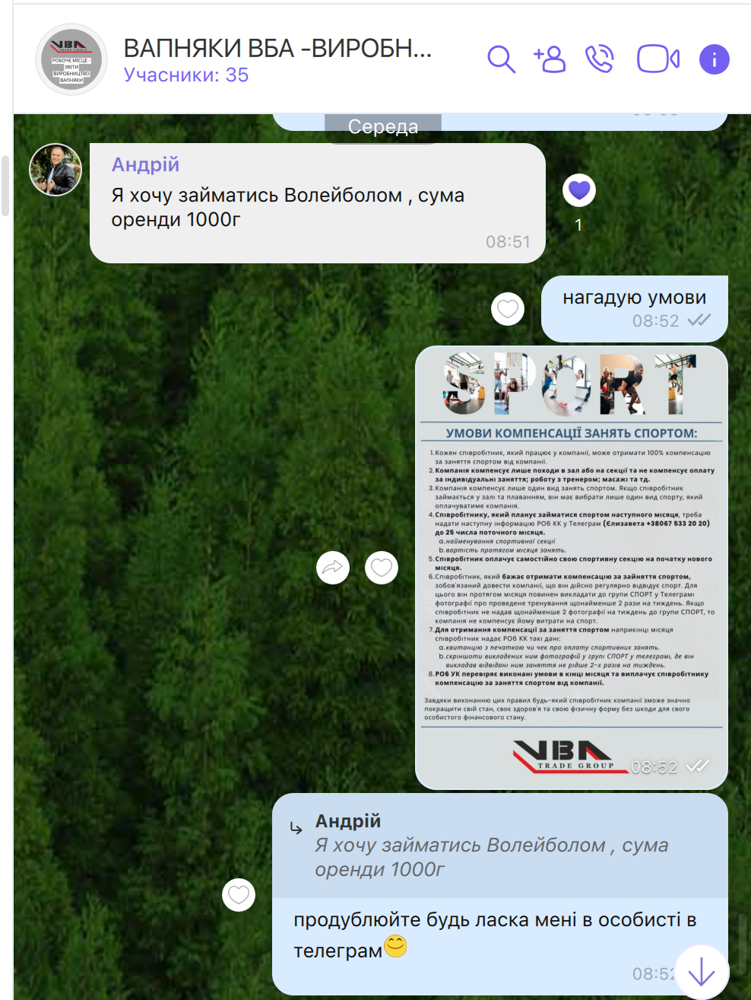 VBA
TRADE GROUP
РОБОЧЕ МІСЦЕ -
ЗВІТИ
ВИРОБНИЦТВО
ВАПНЯКИ
ВАПНЯКИ ВБА -ВИРОБН...
Учасники: 35
Середа
Андрій
Я хочу займатись Волейболом , сума
оренди 1000г
08:51
1
нагадую умови
08:52
SPORT
УМОВИ КОМПЕНСАЦІЇ ЗАНЯТЬ СПОРТОМ:
1. Кожен співробітник, який працює у компанії, може отримати 100% компенсацію
за заняття спортом від компанії.
2. Компанія компенсує лише походи в зал або на секції та не компенсує оплату
за індивідуальні заняття; роботу з тренером; масажі та тд.
3. Компанія компенсує лише один вид занять спортом. Якщо співробітник
займається у залі та плаванням, він має вибрати лише один вид спорту, який
оплачуватиме компанія.
4. Співробітнику, який планує займатися спортом наступного місяця, треба
надати наступну інформацію РО6 КК у Телеграм (Єлизавета +38067 533 20 20)
до 25 числа поточного місяця.
a. найменування спортивної секції
b. вартість протягом місяця занять.
5. Співробітник оплачує самостійно свою спортивну секцію на початку нового
місяця.
6. Співробітник, який бажає отримати компенсацію за зайняття спортом,
зобов'язаний довести компанії, що він дійсно регулярно відвідує спорт. Для
цього він протягом місяця повинен викладати до групи СПОРТ у Телеграмі
фотографії про проведене тренування щонайменше 2 рази на тиждень. Якщо
співробітник не надав щонайменше 2 фотографії на тиждень до групи СПОРТ, то
компанія не компенсує йому витрати на спорт.
7. Для отримання компенсації за заняття спортом наприкінці місяця
співробітник надає РО6 КК такі дані:
a. квитанцію з печаткою чи чек про оплату спортивних занять.
b. скріншоти викладених ним фотографій у групі СПОРТ у телеграмі, де він
викладав відвідані ним заняття не рідше 2-х разів на тиждень.
8. РО6 УК перевіряє виконані умови в кінці місяця та виплачує співробітнику
компенсацію за заняття спортом від компанії.
Завдяки виконанню цих правил будь-який співробітник компанії зможе значно
покращити свій стан, своє здоров'я та свою фізичну форму без шкоди для свого
особистого фінансового стану.
VBA
TRADE GROUP
08:52
Андрій
Я хочу займатись Волейболом , сума
оренди 1000г
продублюйте будь ласка мені в особисті в
телеграм😊
08:52